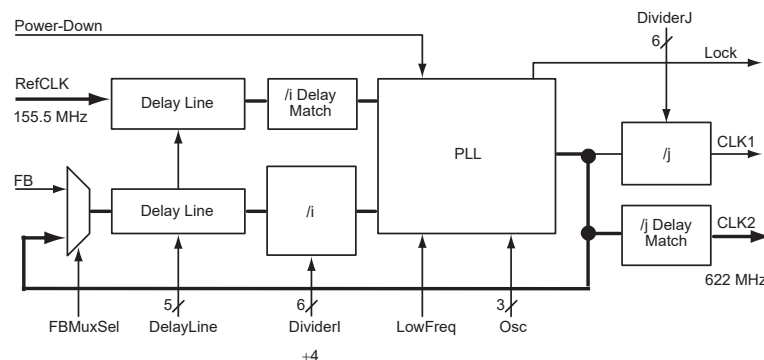 Power-Down
DividerJ
6
Lock
RefCLK
155.5 MHz
Delay Line
/i Delay
Match
PLL
/j
CLK1
FB
Delay Line
/i
/j Delay
Match
CLK2
622 MHz
5
6
3
FBMuxSel
DelayLine
DividerI
LowFreq
Osc
+4